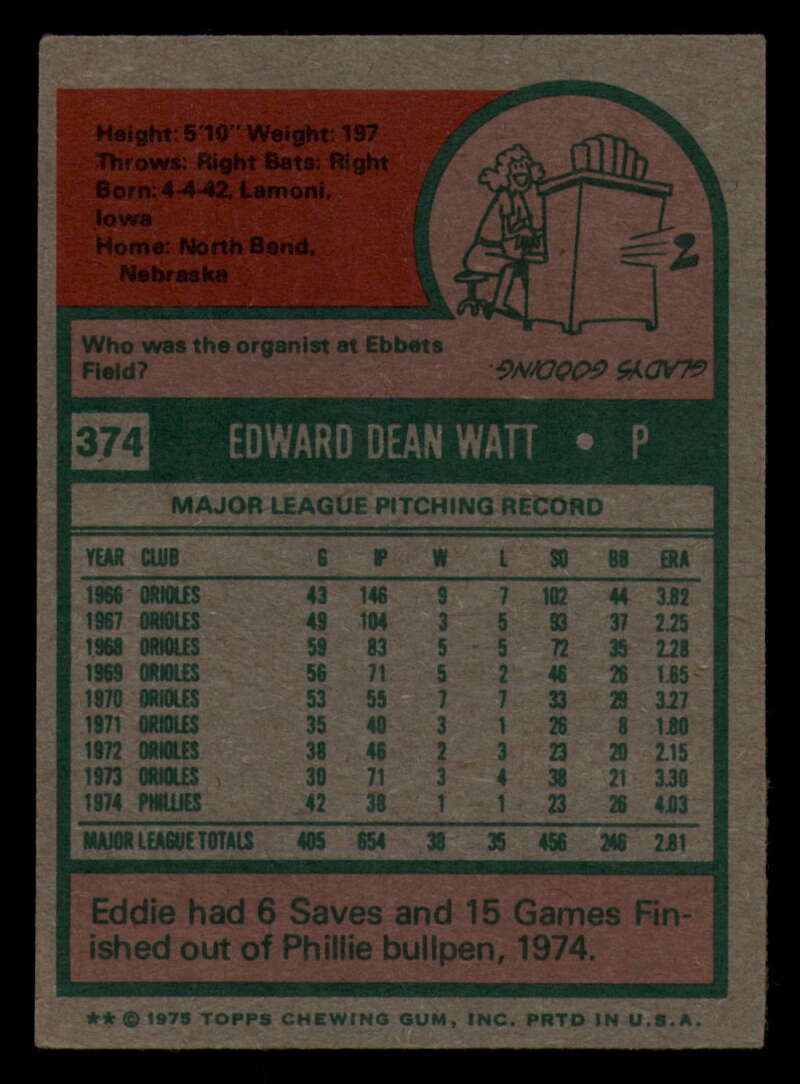 Height: 5'10" Weight: 197
Throws: Right Bats: Right
Born: 4-4-42, Lamoni,
Iowa
Home: North Bend,
Nebraska
2
Who was the organist at Ebbets
Field?
GLADYS GOODING.
374 EDWARD DEAN WATT • P
MAJOR LEAGUE PITCHING RECORD
YEAR CLUB G IP W L SO BB ERA
1966 ORIOLES 43 146 9 7 102 44 3.82
1967 ORIOLES 49 104 3 5 93 37 2.25
1968 ORIOLES 59 83 5 5 72 35 2.28
1969 ORIOLES 56 71 5 2 46 26 1.65
1970 ORIOLES 53 55 7 7 33 29 3.27
1971 ORIOLES 35 40 3 1 26 8 1.80
1972 ORIOLES 38 46 2 3 23 20 2.15
1973 ORIOLES 30 71 3 4 38 21 3.30
1974 PHILLIES 42 38 1 1 23 26 4.03
MAJOR LEAGUE TOTALS 405 654 38 35 456 246 2.81
Eddie had 6 Saves and 15 Games Fin-
ished out of Phillie bullpen, 1974.
** © 1975 TOPPS CHEWING GUM, INC. PRTD IN U.S.A.